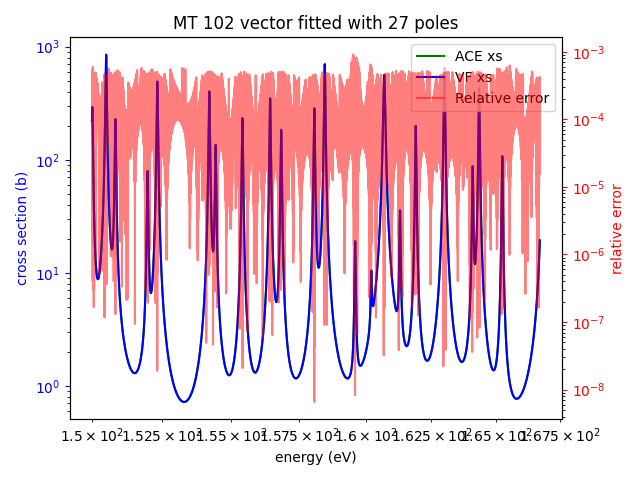 MT 102 vector fitted with 27 poles
10³
10²
10¹
10⁰
cross section (b)
ACE xs
VF xs
Relative error
10⁻³
10⁻⁴
10⁻⁵
10⁻⁶
10⁻⁷
10⁻⁸
relative error
1.5 × 10² 1.525 × 10² 1.55 × 10² 1.575 × 10² 1.6 × 10² 1.625 × 10² 1.65 × 10² 1.675 × 10²
energy (eV)